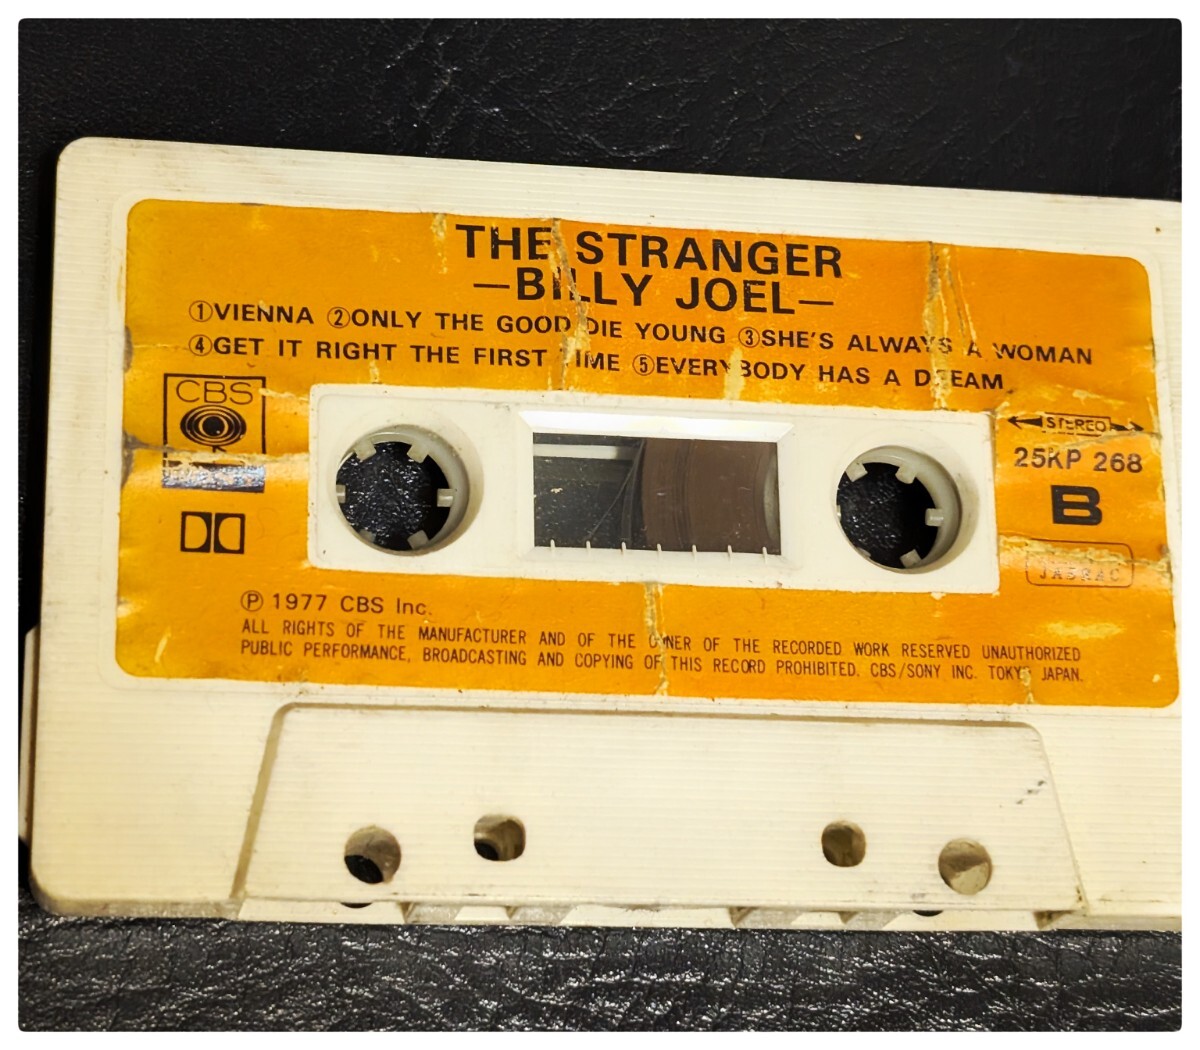 THE STRANGER
—BILLY JOEL—
①VIENNA ②ONLY THE GOOD DIE YOUNG ③SHE'S ALWAYS A WOMAN
④GET IT RIGHT THE FIRST TIME ⑤EVERYBODY HAS A DREAM
CBS
STEREO
25KP 268
B
JASRAC
Ⓟ 1977 CBS Inc.
ALL RIGHTS OF THE MANUFACTURER AND OF THE OWNER OF THE RECORDED WORK RESERVED UNAUTHORIZED
PUBLIC PERFORMANCE, BROADCASTING AND COPYING OF THIS RECORD PROHIBITED. CBS/SONY INC. TOKYO JAPAN.